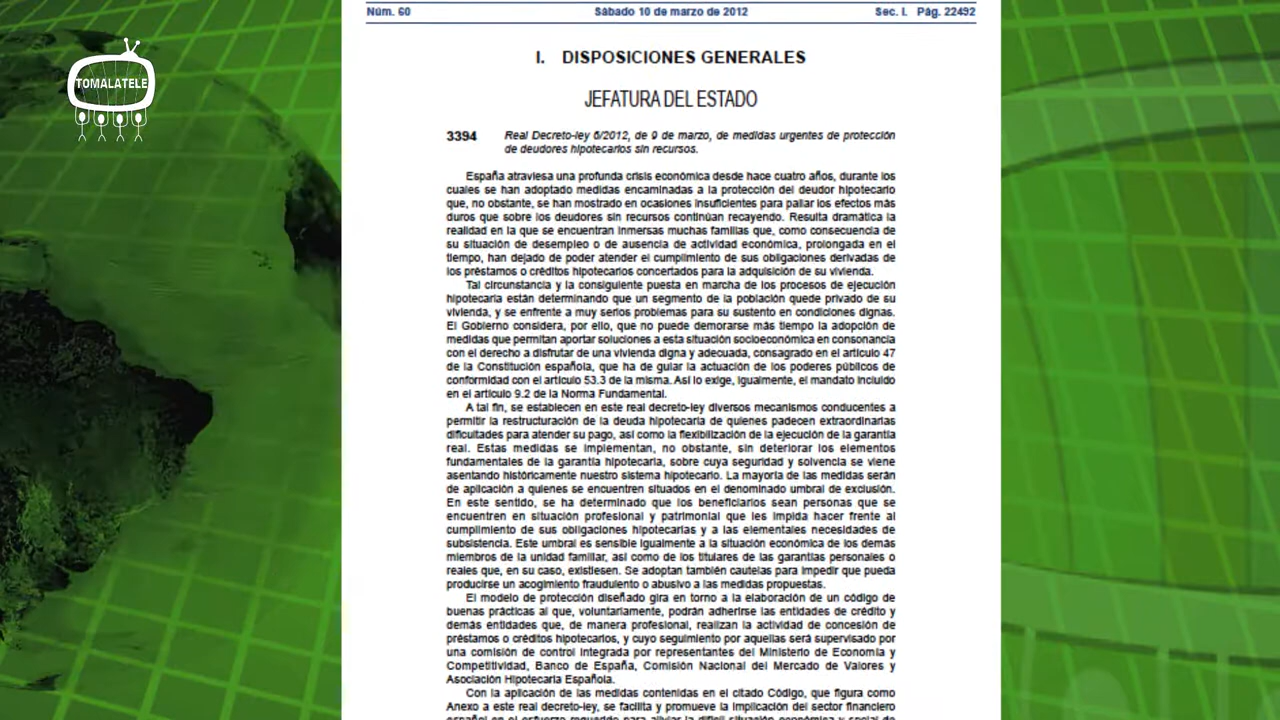 TOMALATELE
Núm. 60 Sábado 10 de marzo de 2012 Sec. I. Pág. 22492
I. DISPOSICIONES GENERALES
JEFATURA DEL ESTADO
3394 Real Decreto-ley 6/2012, de 9 de marzo, de medidas urgentes de protección
de deudores hipotecarios sin recursos.
España atraviesa una profunda crisis económica desde hace cuatro años, durante los
cuales se han adoptado medidas encaminadas a la protección del deudor hipotecario
que, no obstante, se han mostrado en ocasiones insuficientes para paliar los efectos más
duros que sobre los deudores sin recursos continúan recayendo. Resulta dramática la
realidad en la que se encuentran inmersas muchas familias que, como consecuencia de
su situación de desempleo o de ausencia de actividad económica, prolongada en el
tiempo, han dejado de poder atender el cumplimiento de sus obligaciones derivadas de
los préstamos o créditos hipotecarios concertados para la adquisición de su vivienda.
Tal circunstancia y la consiguiente puesta en marcha de los procesos de ejecución
hipotecaria están determinando que un segmento de la población quede privado de su
vivienda, y se enfrente a muy serios problemas para su sustento en condiciones dignas.
El Gobierno considera, por ello, que no puede demorarse más tiempo la adopción de
medidas que permitan aportar soluciones a esta situación socioeconómica en consonancia
con el derecho a disfrutar de una vivienda digna y adecuada, consagrado en el artículo 47
de la Constitución española, que ha de guiar la actuación de los poderes públicos de
conformidad con el artículo 53.3 de la misma. Así lo exige, igualmente, el mandato incluido
en el artículo 9.2 de la Norma Fundamental.
A tal fin, se establecen en este real decreto-ley diversos mecanismos conducentes a
permitir la restructuración de la deuda hipotecaria de quienes padecen extraordinarias
dificultades para atender su pago, así como la flexibilización de la ejecución de la garantía
real. Estas medidas se implementan, no obstante, sin deteriorar los elementos
fundamentales de la garantía hipotecaria, sobre cuya seguridad y solvencia se viene
asentando históricamente nuestro sistema hipotecario. La mayoría de las medidas serán
de aplicación a quienes se encuentren situados en el denominado umbral de exclusión.
En este sentido, se ha determinado que los beneficiarios sean personas que se
encuentren en situación profesional y patrimonial que les impida hacer frente al
cumplimiento de sus obligaciones hipotecarias y a las elementales necesidades de
subsistencia. Este umbral es sensible igualmente a la situación económica de los demás
miembros de la unidad familiar, así como de los titulares de las garantías personales o
reales que, en su caso, existiesen. Se adoptan también cautelas para impedir que pueda
producirse un acogimiento fraudulento o abusivo a las medidas propuestas.
El modelo de protección diseñado gira en torno a la elaboración de un código de
buenas prácticas al que, voluntariamente, podrán adherirse las entidades de crédito y
demás entidades que, de manera profesional, realizan la actividad de concesión de
préstamos o créditos hipotecarios, y cuyo seguimiento por aquellas será supervisado por
una comisión de control integrada por representantes del Ministerio de Economía y
Competitividad, Banco de España, Comisión Nacional del Mercado de Valores y
Asociación Hipotecaria Española.
Con la aplicación de las medidas contenidas en el citado Código, que figura como
Anexo a este real decreto-ley, se facilita y promueve la implicación del sector financiero
español en el esfuerzo requerido para aliviar la difícil situación económica y social de